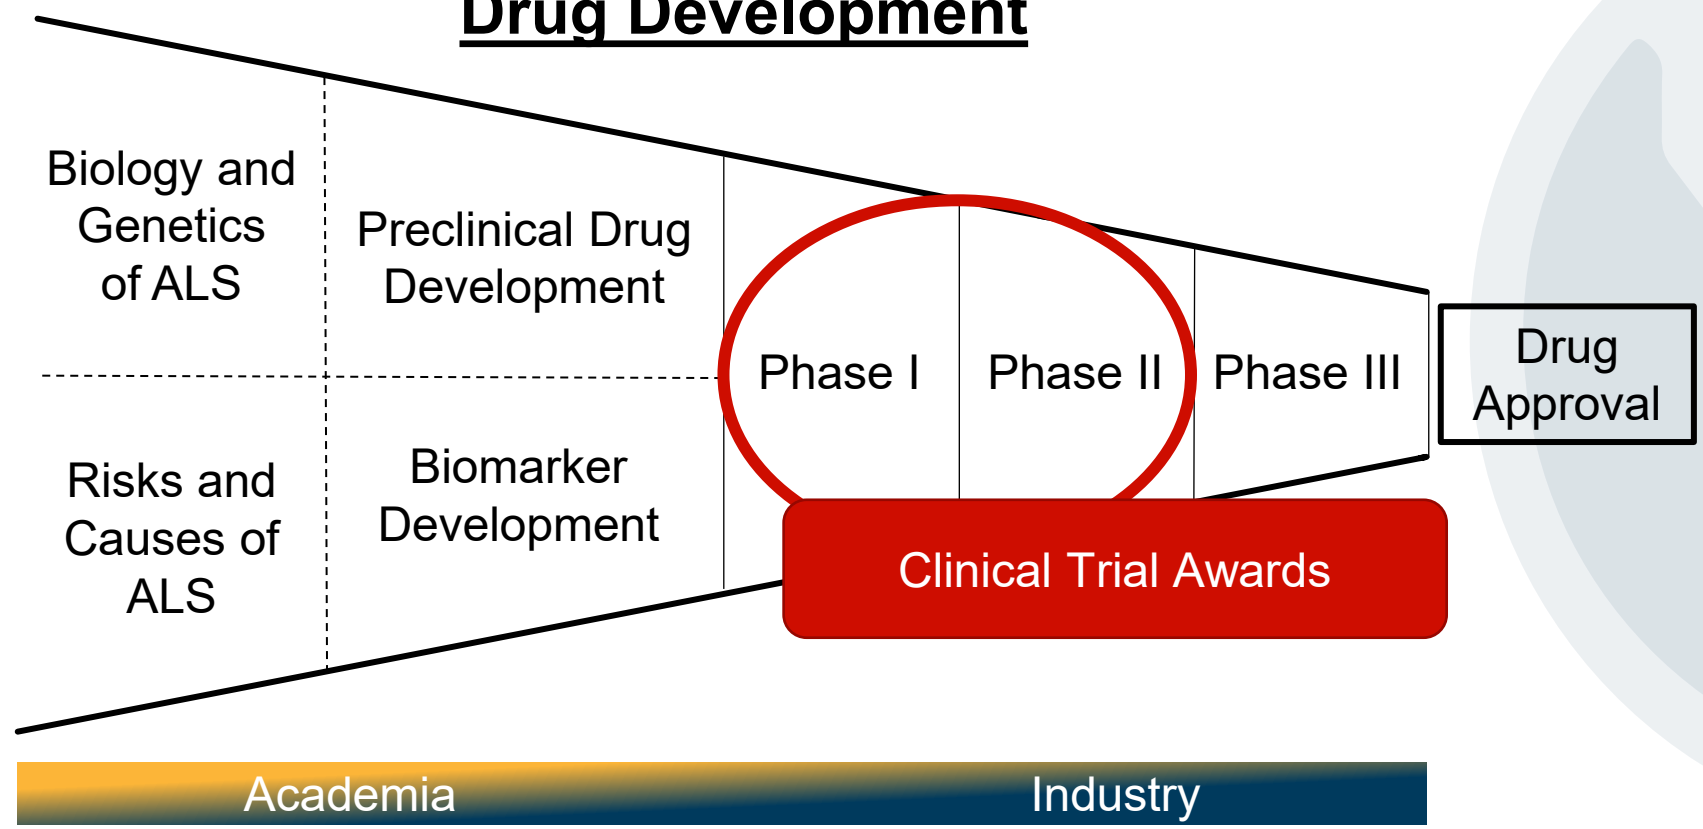 Drug Development
Biology and
Genetics
of ALS
Preclinical Drug
Development
Risks and
Causes of
ALS
Biomarker
Development
Phase I
Phase II
Phase III
Drug
Approval
Clinical Trial Awards
Academia
Industry